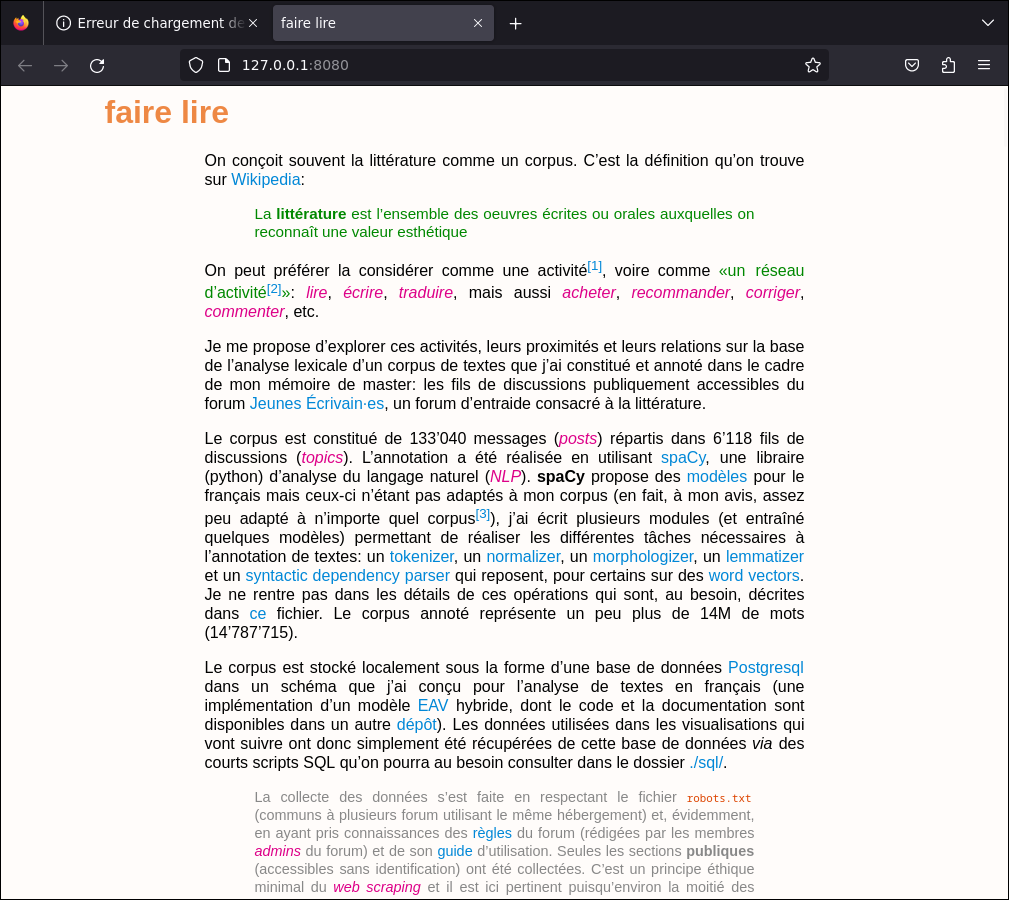 Erreur de chargement de
faire lire
127.0.0.1:8080
faire lire
On conçoit souvent la littérature comme un corpus. C’est la définition qu’on trouve
sur Wikipedia:
La littérature est l’ensemble des oeuvres écrites ou orales auxquelles on
reconnaît une valeur esthétique
On peut préférer la considérer comme une activité[1], voire comme «un réseau
d’activité[2]»: lire, écrire, traduire, mais aussi acheter, recommander, corriger,
commenter, etc.
Je me propose d’explorer ces activités, leurs proximités et leurs relations sur la base
de l’analyse lexicale d’un corpus de textes que j’ai constitué et annoté dans le cadre
de mon mémoire de master: les fils de discussions publiquement accessibles du
forum Jeunes Écrivain·es, un forum d’entraide consacré à la littérature.
Le corpus est constitué de 133’040 messages (posts) répartis dans 6’118 fils de
discussions (topics). L’annotation a été réalisée en utilisant spaCy, une libraire
(python) d’analyse du langage naturel (NLP). spaCy propose des modèles pour le
français mais ceux-ci n’étant pas adaptés à mon corpus (en fait, à mon avis, assez
peu adapté à n’importe quel corpus[3]), j’ai écrit plusieurs modules (et entraîné
quelques modèles) permettant de réaliser les différentes tâches nécessaires à
l’annotation de textes: un tokenizer, un normalizer, un morphologizer, un lemmatizer
et un syntactic dependency parser qui reposent, pour certains sur des word vectors.
Je ne rentre pas dans les détails de ces opérations qui sont, au besoin, décrites
dans ce fichier. Le corpus annoté représente un peu plus de 14M de mots
(14’787’715).
Le corpus est stocké localement sous la forme d’une base de données Postgresql
dans un schéma que j’ai conçu pour l’analyse de textes en français (une
implémentation d’un modèle EAV hybride, dont le code et la documentation sont
disponibles dans un autre dépôt). Les données utilisées dans les visualisations qui
vont suivre ont donc simplement été récupérées de cette base de données via des
courts scripts SQL qu’on pourra au besoin consulter dans le dossier ./sql/.
La collecte des données s’est faite en respectant le fichier robots.txt
(communs à plusieurs forum utilisant le même hébergement) et, évidemment,
en ayant pris connaissances des règles du forum (rédigées par les membres
admins du forum) et de son guide d’utilisation. Seules les sections publiques
(accessibles sans identification) ont été collectées. C’est un principe éthique
minimal du web scraping et il est ici pertinent puisqu’environ la moitié des